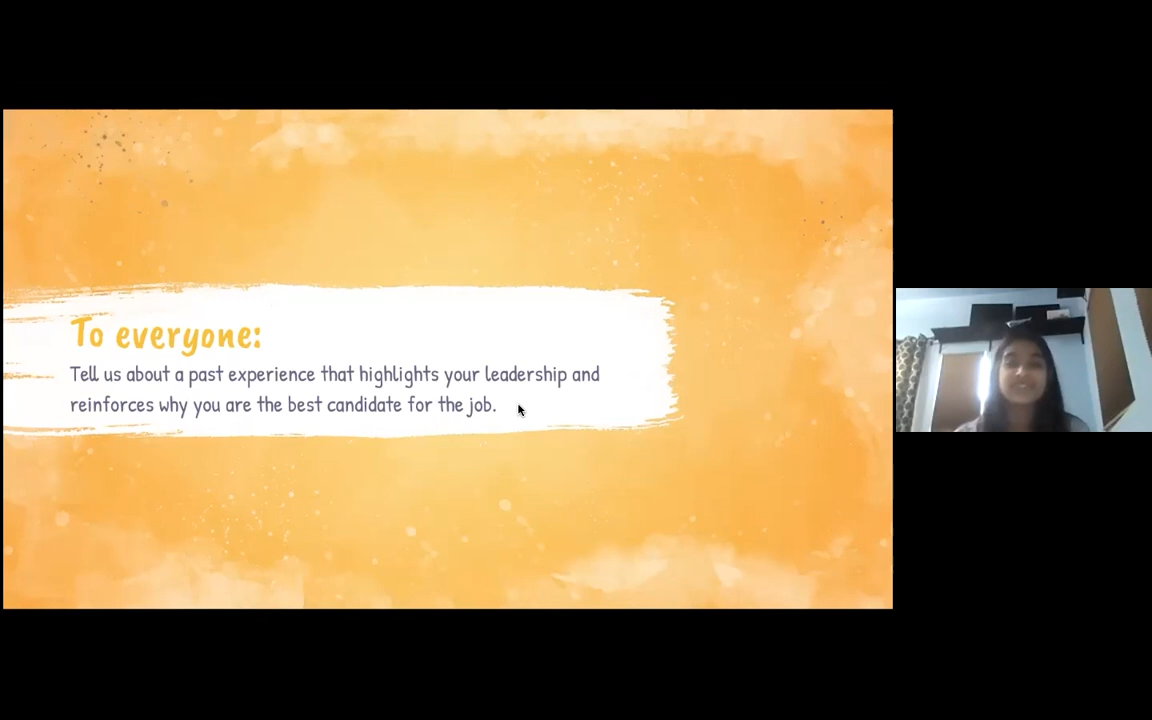 To everyone:
Tell us about a past experience that highlights your leadership and
reinforces why you are the best candidate for the job.